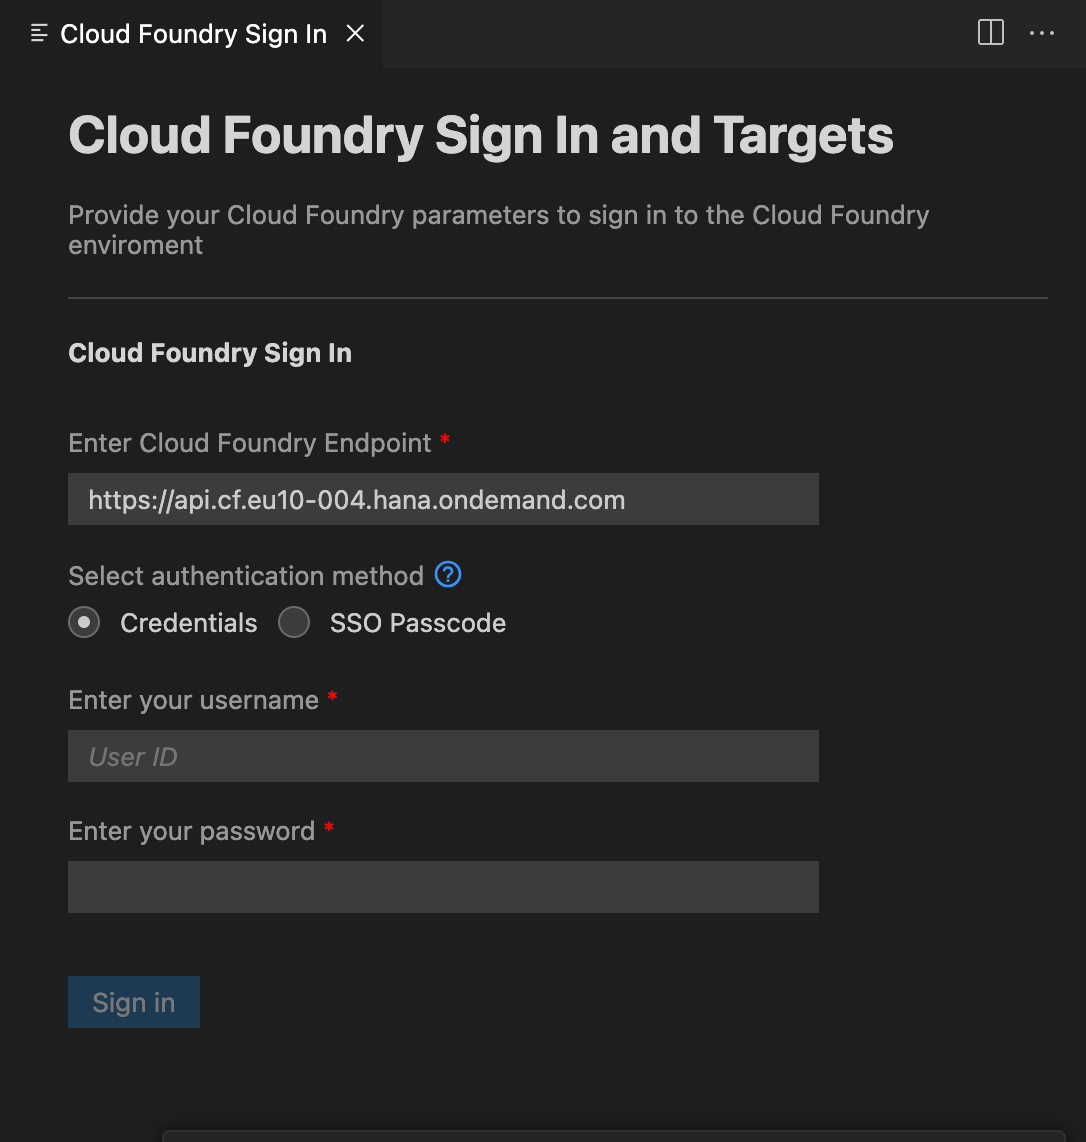 Cloud Foundry Sign In
Cloud Foundry Sign In and Targets
Provide your Cloud Foundry parameters to sign in to the Cloud Foundry
enviroment
Cloud Foundry Sign In
Enter Cloud Foundry Endpoint *
https://api.cf.eu10-004.hana.ondemand.com
Select authentication method ?
Credentials SSO Passcode
Enter your username *
User ID
Enter your password *
Sign in